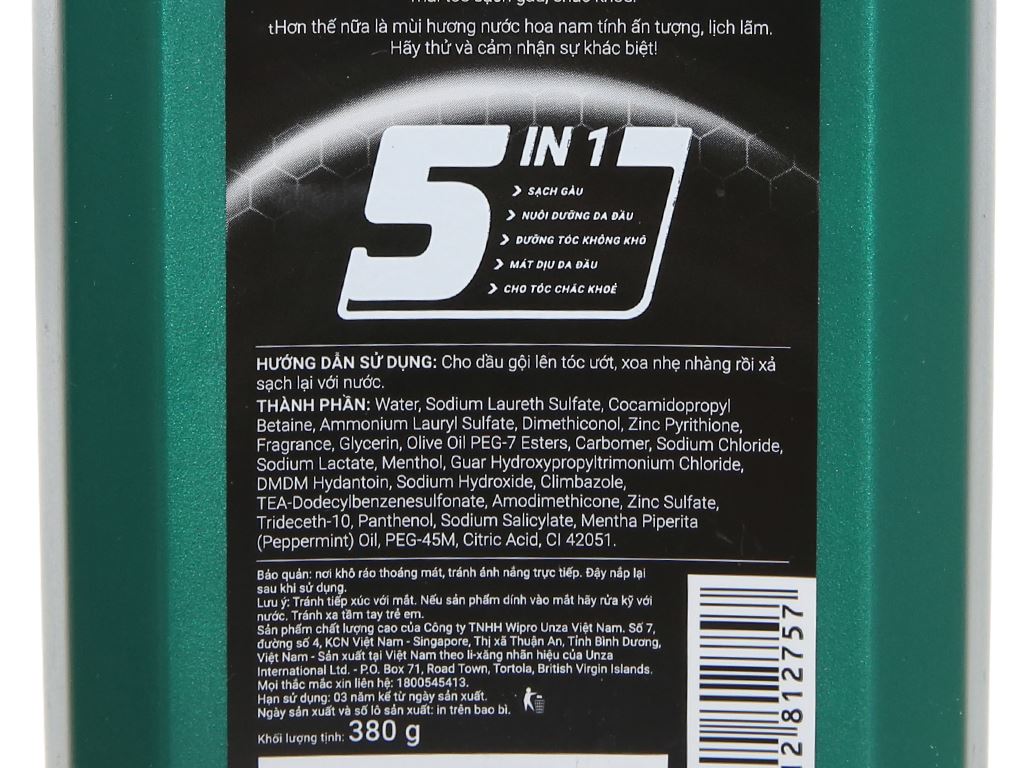 tHơn thế nữa là mùi hương nước hoa nam tính ấn tượng, lịch lãm.
Hãy thử và cảm nhận sự khác biệt!
5 IN 1
SẠCH GÀU
NUÔI DƯỠNG DA ĐẦU
DƯỠNG TÓC KHÔNG KHÔ
MÁT DỊU DA ĐẦU
CHO TÓC CHẮC KHOẺ
HƯỚNG DẪN SỬ DỤNG: Cho dầu gội lên tóc ướt, xoa nhẹ nhàng rồi xả
sạch lại với nước.
THÀNH PHẦN: Water, Sodium Laureth Sulfate, Cocamidopropyl
Betaine, Ammonium Lauryl Sulfate, Dimethiconol, Zinc Pyrithione,
Fragrance, Glycerin, Olive Oil PEG-7 Esters, Carbomer, Sodium Chloride,
Sodium Lactate, Menthol, Guar Hydroxypropyltrimonium Chloride,
DMDM Hydantoin, Sodium Hydroxide, Climbazole,
TEA-Dodecylbenzenesulfonate, Amodimethicone, Zinc Sulfate,
Trideceth-10, Panthenol, Sodium Salicylate, Mentha Piperita
(Peppermint) Oil, PEG-45M, Citric Acid, CI 42051.
Bảo quản: nơi khô ráo thoáng mát, tránh ánh nắng trực tiếp. Đậy nắp lại
sau khi sử dụng.
Lưu ý: Tránh tiếp xúc với mắt. Nếu sản phẩm dính vào mắt hãy rửa kỹ với
nước. Tránh xa tầm tay trẻ em.
Sản phẩm chất lượng cao của Công ty TNHH Wipro Unza Việt Nam. Số 7,
đường số 4, KCN Việt Nam - Singapore, Thị xã Thuận An, Tỉnh Bình Dương,
Việt Nam - Sản xuất tại Việt Nam theo li-xăng nhãn hiệu của Unza
International Ltd. - P.O. Box 71, Road Town, Tortola, British Virgin Islands.
Mọi thắc mắc xin liên hệ: 1800545413.
Hạn sử dụng: 03 năm kể từ ngày sản xuất.
Ngày sản xuất và số lô sản xuất: in trên bao bì.
Khối lượng tịnh: 380 g
2812757